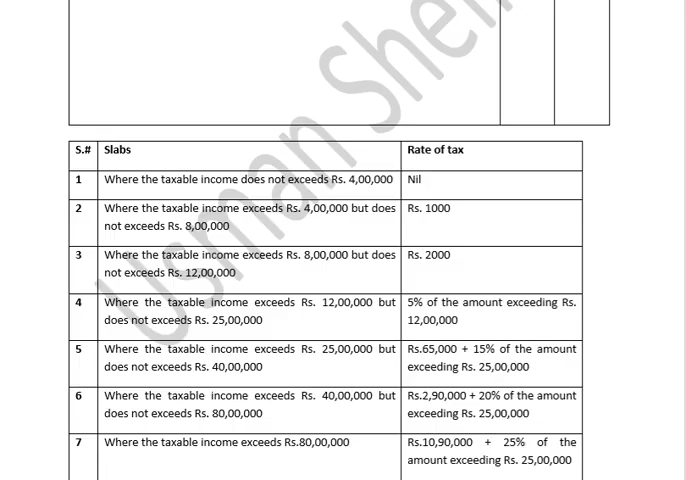 S.# Slabs Rate of tax
1 Where the taxable income does not exceeds Rs. 4,00,000 Nil
2 Where the taxable income exceeds Rs. 4,00,000 but does Rs. 1000
not exceeds Rs. 8,00,000
3 Where the taxable income exceeds Rs. 8,00,000 but does Rs. 2000
not exceeds Rs. 12,00,000
4 Where the taxable income exceeds Rs. 12,00,000 but 5% of the amount exceeding Rs.
does not exceeds Rs. 25,00,000 12,00,000
5 Where the taxable income exceeds Rs. 25,00,000 but Rs.65,000 + 15% of the amount
does not exceeds Rs. 40,00,000 exceeding Rs. 25,00,000
6 Where the taxable income exceeds Rs. 40,00,000 but Rs.2,90,000 + 20% of the amount
does not exceeds Rs. 80,00,000 exceeding Rs. 25,00,000
7 Where the taxable income exceeds Rs.80,00,000 Rs.10,90,000 + 25% of the
amount exceeding Rs. 25,00,000
Usman